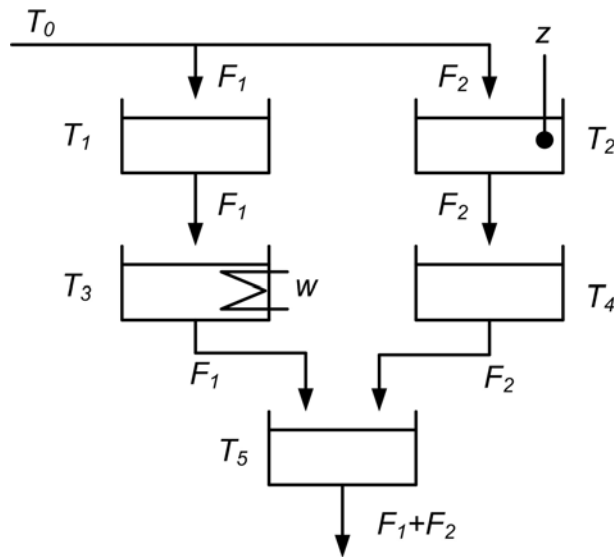 T₀
z
F₁
F₂
T₁
T₂
F₁
F₂
T₃
w
T₄
F₁
F₂
T₅
F₁+F₂